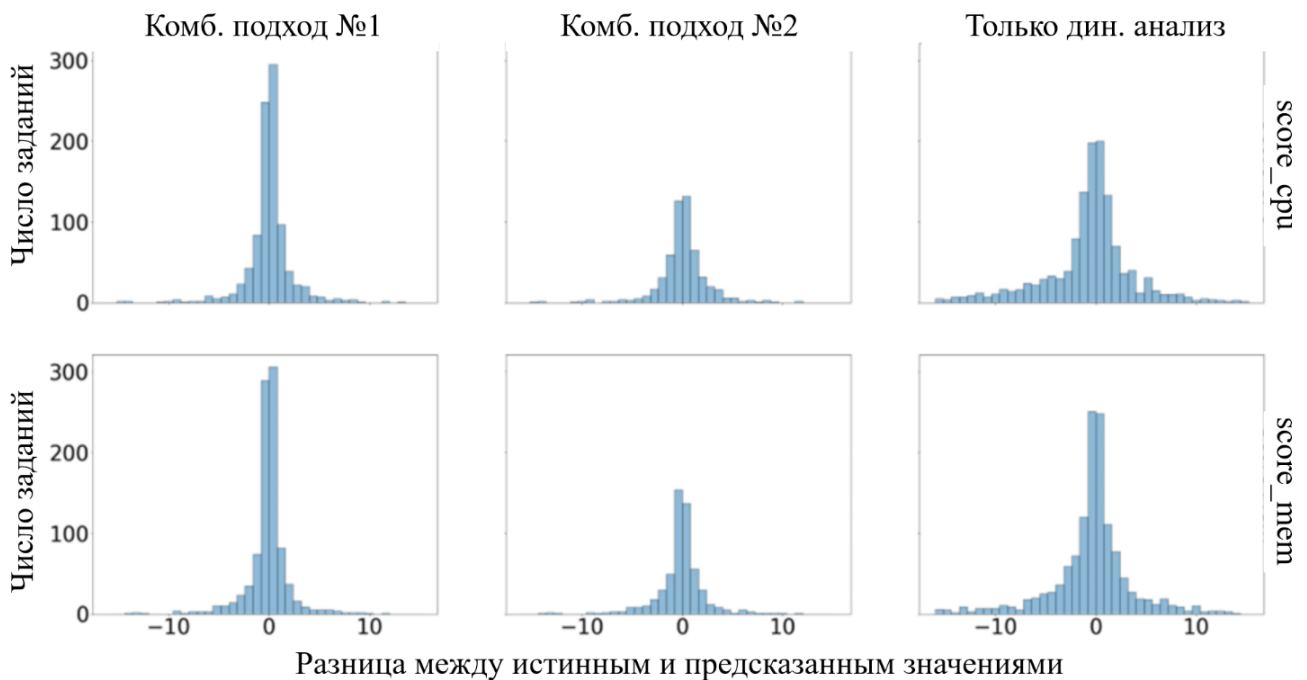 Комб. подход №1
Комб. подход №2
Только дин. анализ
Число заданий
300
200
100
0
score_cpu
Число заданий
300
200
100
0
score_mem
−10
0
10
−10
0
10
−10
0
10
Разница между истинным и предсказанным значениями